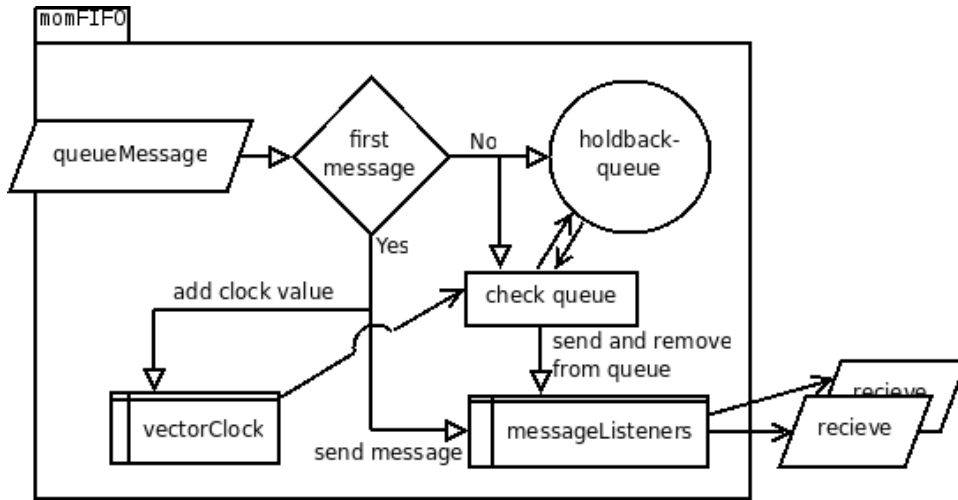 momFIFO
queueMessage
first
message
No
holdback-
queue
Yes
add clock value
check queue
send and remove
from queue
vectorClock
send message
messageListeners
recieve
recieve